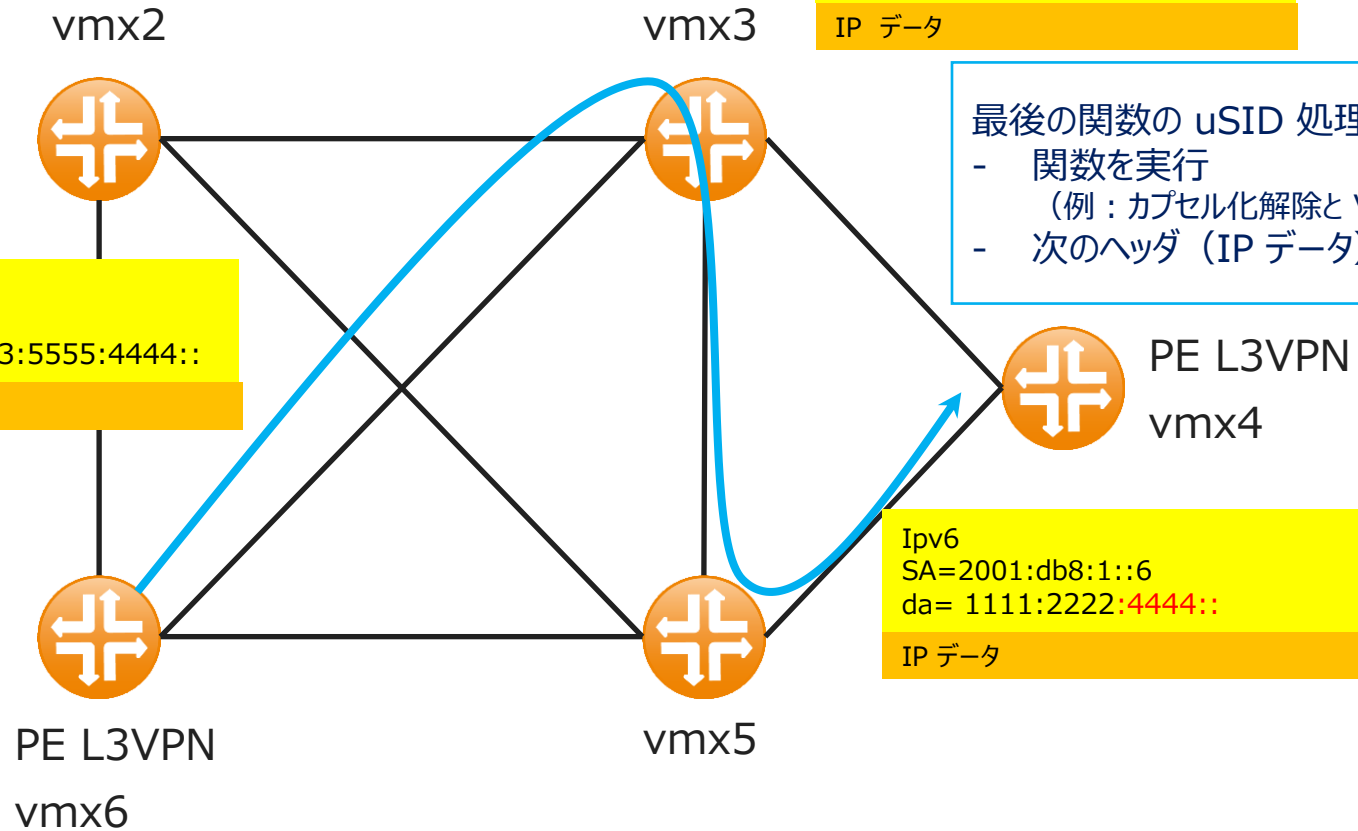 vmx2
vmx3
IP データ
最後の関数の uSID 処理
- 関数を実行
（例：カプセル化解除と
- 次のヘッダ（IP データ）
3:5555:4444::
PE L3VPN
vmx4
Ipv6
SA=2001:db8:1::6
da= 1111:2222:4444::
IP データ
PE L3VPN
vmx6
vmx5